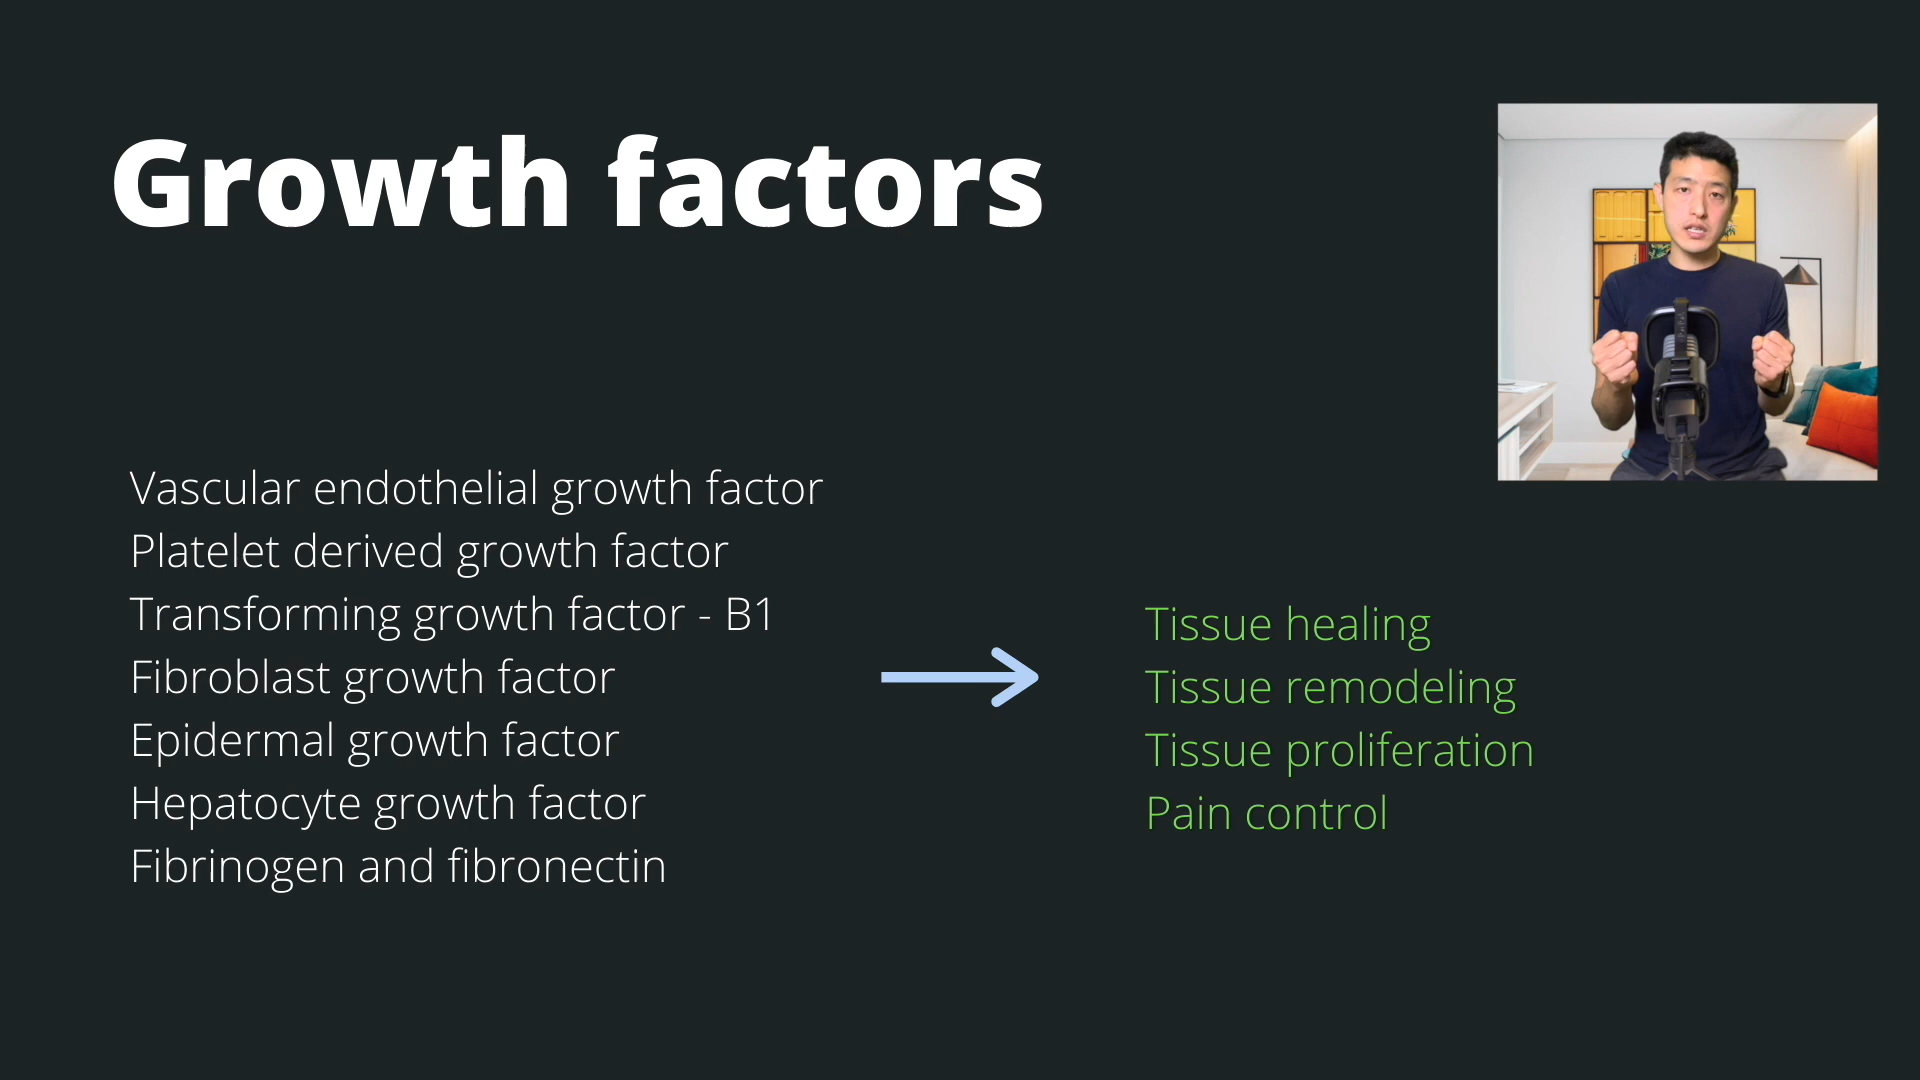 Growth factors
Vascular endothelial growth factor
Platelet derived growth factor
Transforming growth factor - B1
Fibroblast growth factor
Epidermal growth factor
Hepatocyte growth factor
Fibrinogen and fibronectin
Tissue healing
Tissue remodeling
Tissue proliferation
Pain control